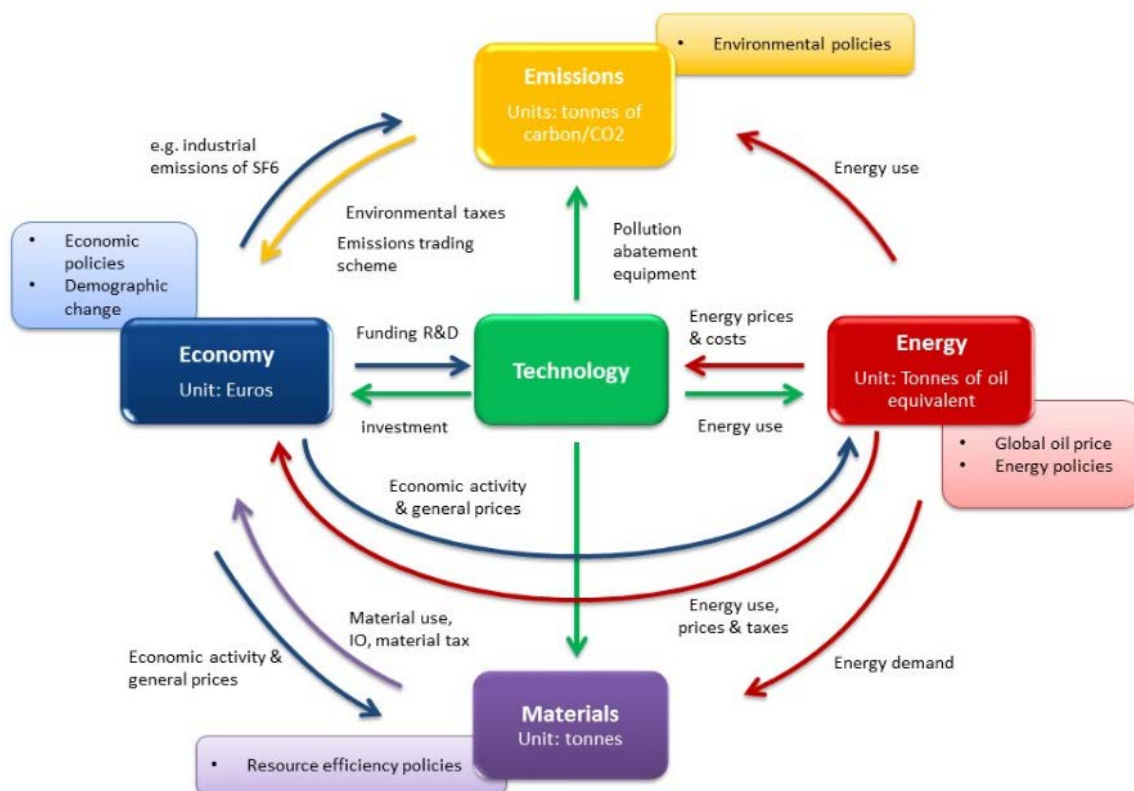 • Environmental policies
Emissions
Units: tonnes of
carbon/CO2
e.g. industrial
emissions of SF6
Energy use
Environmental taxes
Emissions trading
scheme
Pollution
abatement
equipment
• Economic
policies
• Demographic
change
Funding R&D
Energy prices
& costs
Economy
Unit: Euros
Technology
Energy
Unit: Tonnes of oil
equivalent
investment
Energy use
• Global oil price
• Energy policies
Economic activity
& general prices
Material use,
IO, material tax
Energy use,
prices & taxes
Economic activity &
general prices
Energy demand
Materials
Unit: tonnes
• Resource efficiency policies